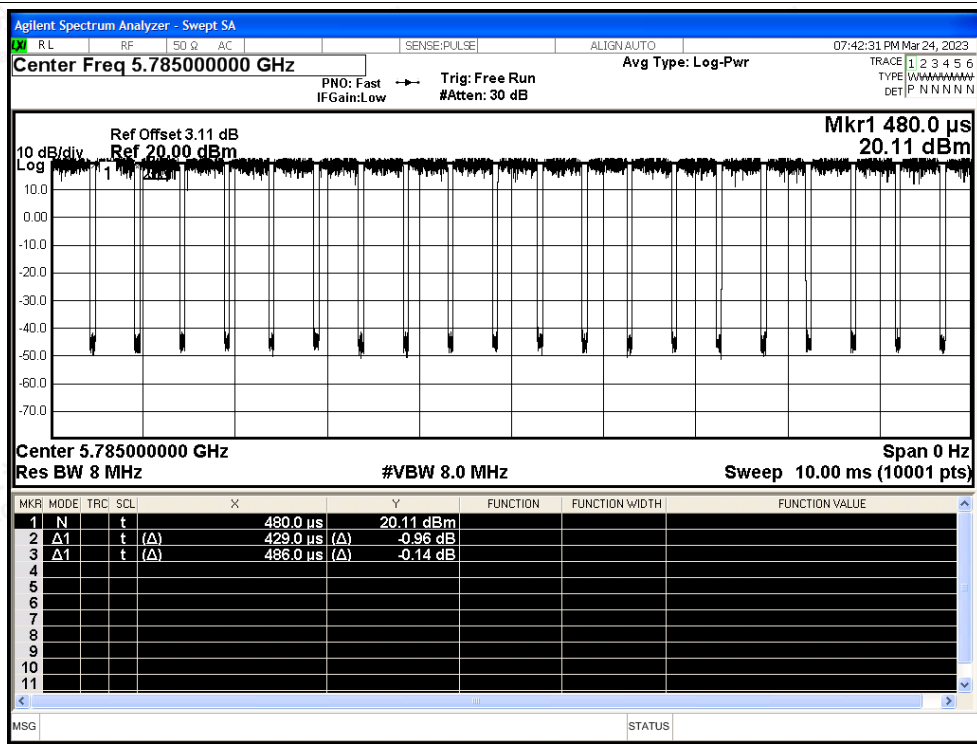 Agilent Spectrum Analyzer - Swept SA
LXI RL RF 50 Ω AC SENSE:PULSE ALIGN AUTO 07:42:31 PM Mar 24, 2023
Center Freq 5.785000000 GHz
PNO: Fast
IFGain:Low
Trig: Free Run
#Atten: 30 dB
Avg Type: Log-Pwr
TRACE 1 2 3 4 5 6
TYPE
DET P N N N N N
Mkr1 480.0 µs
20.11 dBm
Ref Offset 3.11 dB
10 dB/div Ref 20.00 dBm
Log
1
10.0
0.00
-10.0
-20.0
-30.0
-40.0
-50.0
-60.0
-70.0
Center 5.785000000 GHz Span 0 Hz
Res BW 8 MHz #VBW 8.0 MHz Sweep 10.00 ms (10001 pts)
MKR MODE TRC SCL X Y FUNCTION FUNCTION WIDTH FUNCTION VALUE
1 N t 480.0 µs 20.11 dBm
2 Δ1 t (Δ) 429.0 µs (Δ) -0.96 dB
3 Δ1 t (Δ) 486.0 µs (Δ) -0.14 dB
4
5
6
7
8
9
10
11
MSG STATUS